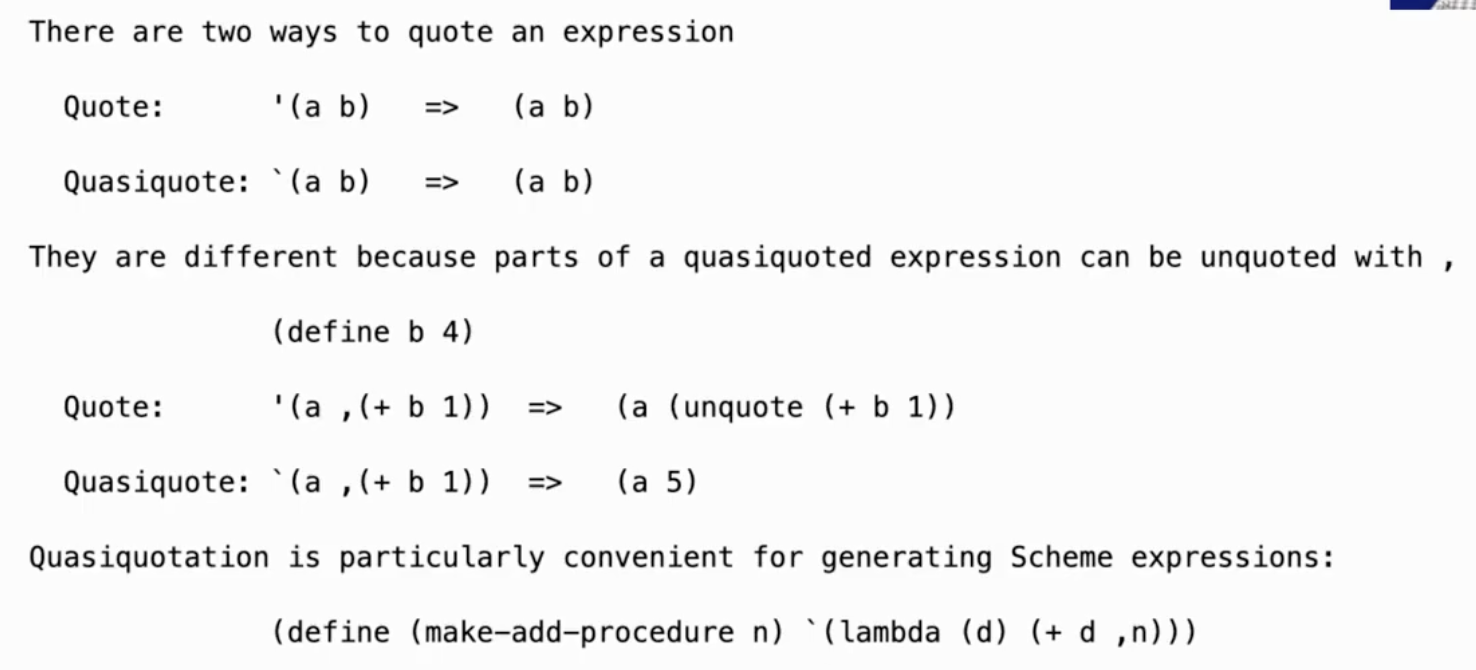 There are two ways to quote an expression
Quote: '(a b) => (a b)
Quasiquote: `(a b) => (a b)
They are different because parts of a quasiquoted expression can be unquoted with ,
(define b 4)
Quote: '(a ,(+ b 1)) => (a (unquote (+ b 1))
Quasiquote: `(a ,(+ b 1)) => (a 5)
Quasiquotation is particularly convenient for generating Scheme expressions:
(define (make-add-procedure n) `(lambda (d) (+ d ,n)))